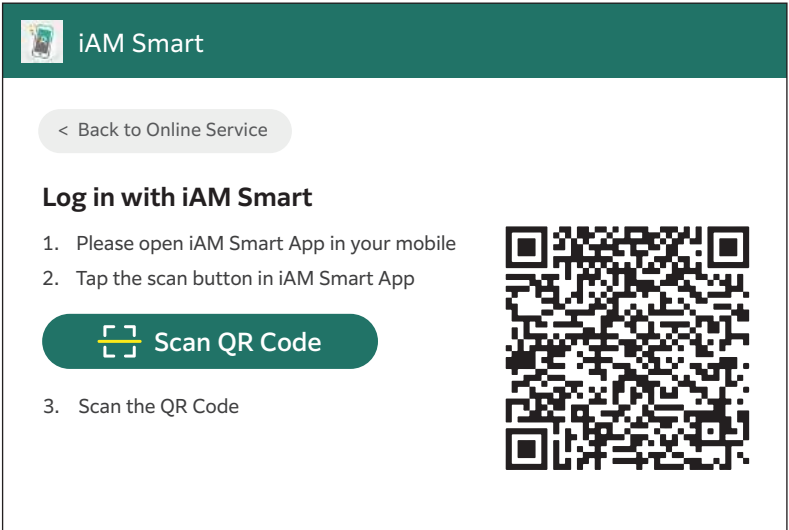 iAM Smart
< Back to Online Service
Log in with iAM Smart
1. Please open iAM Smart App in your mobile
2. Tap the scan button in iAM Smart App
Scan QR Code
3. Scan the QR Code